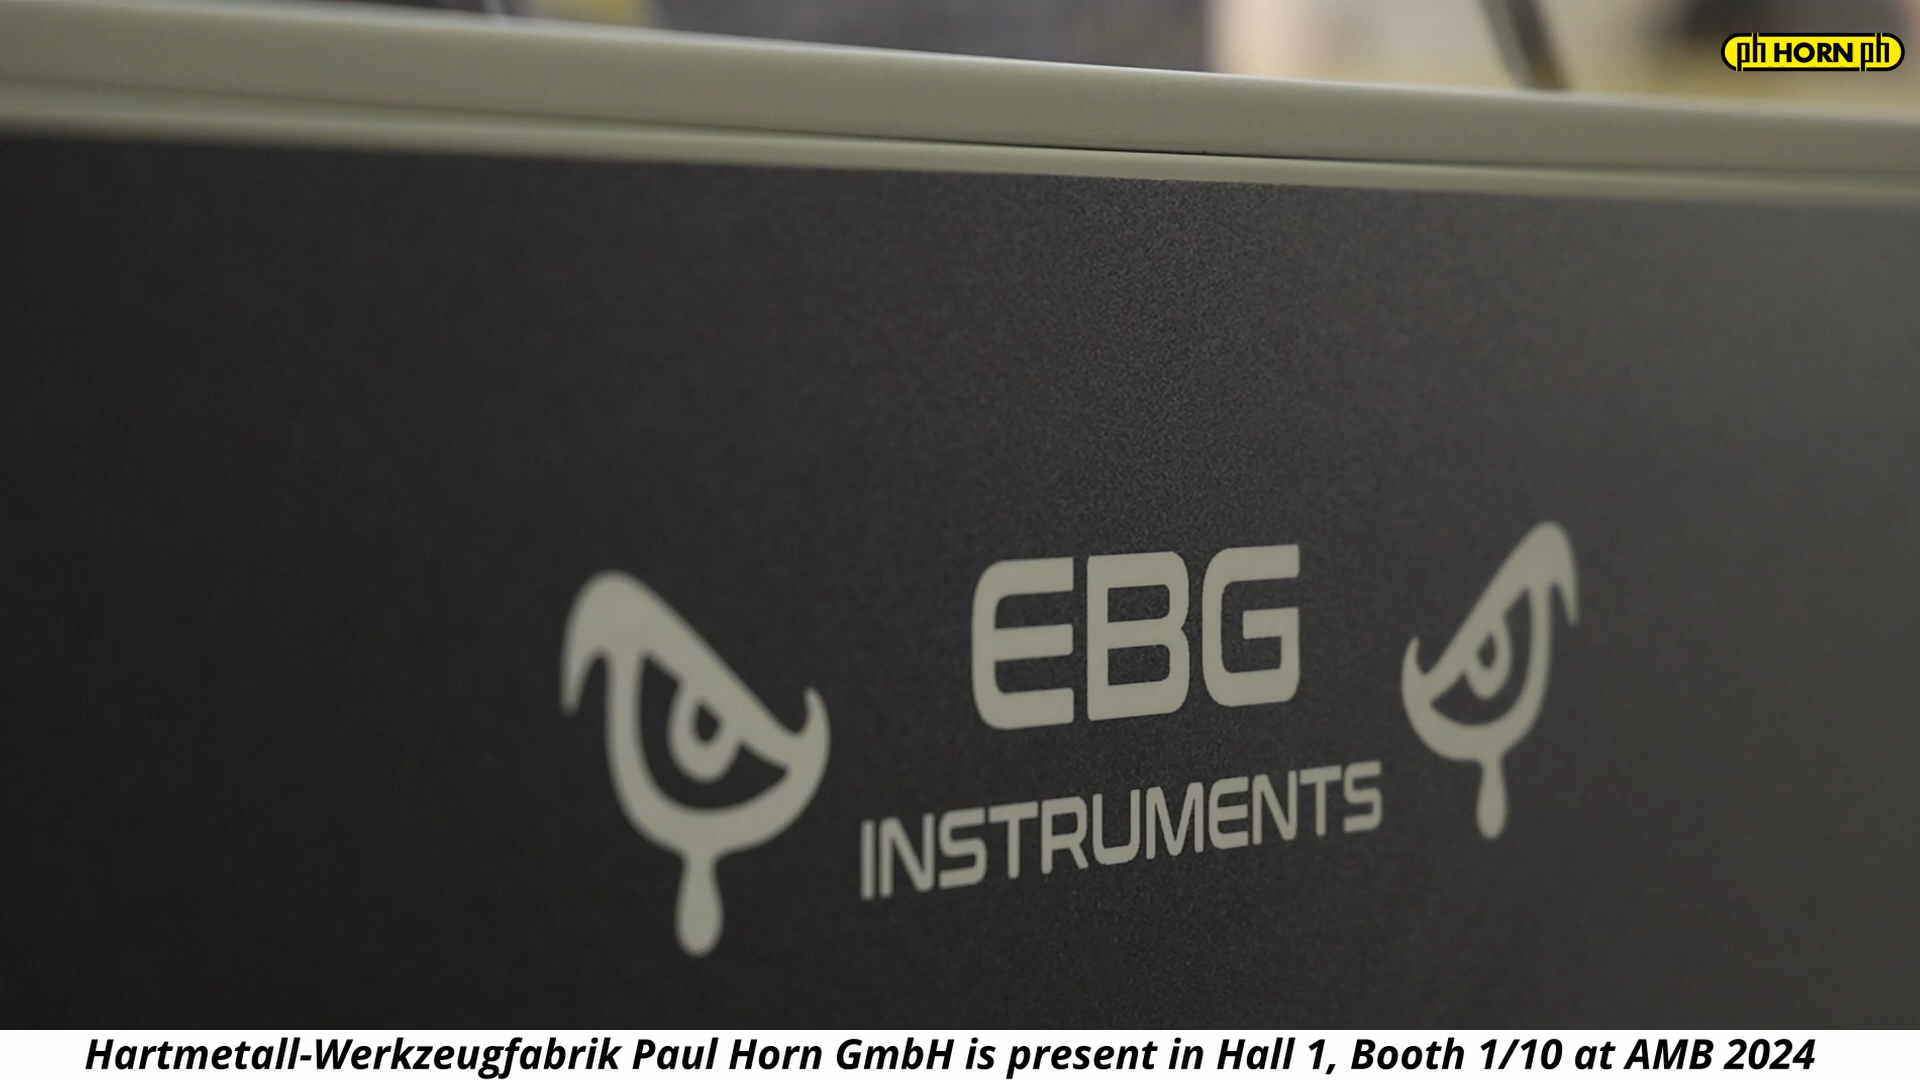 ph HORN ph
EBG
INSTRUMENTS
Hartmetall-Werkzeugfabrik Paul Horn GmbH is present in Hall 1, Booth 1/10 at AMB 2024